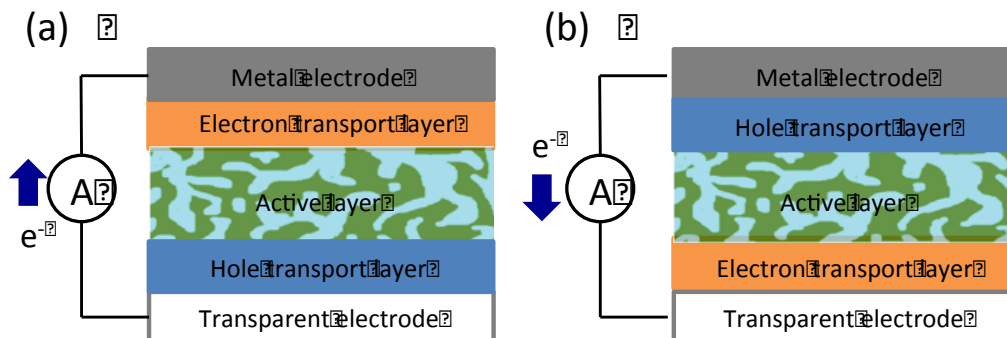 (a)
Metal electrode
Electron transport layer
A
e-
Active layer
Hole transport layer
Transparent electrode
(b)
Metal electrode
Hole transport layer
e-
A
Active layer
Electron transport layer
Transparent electrode